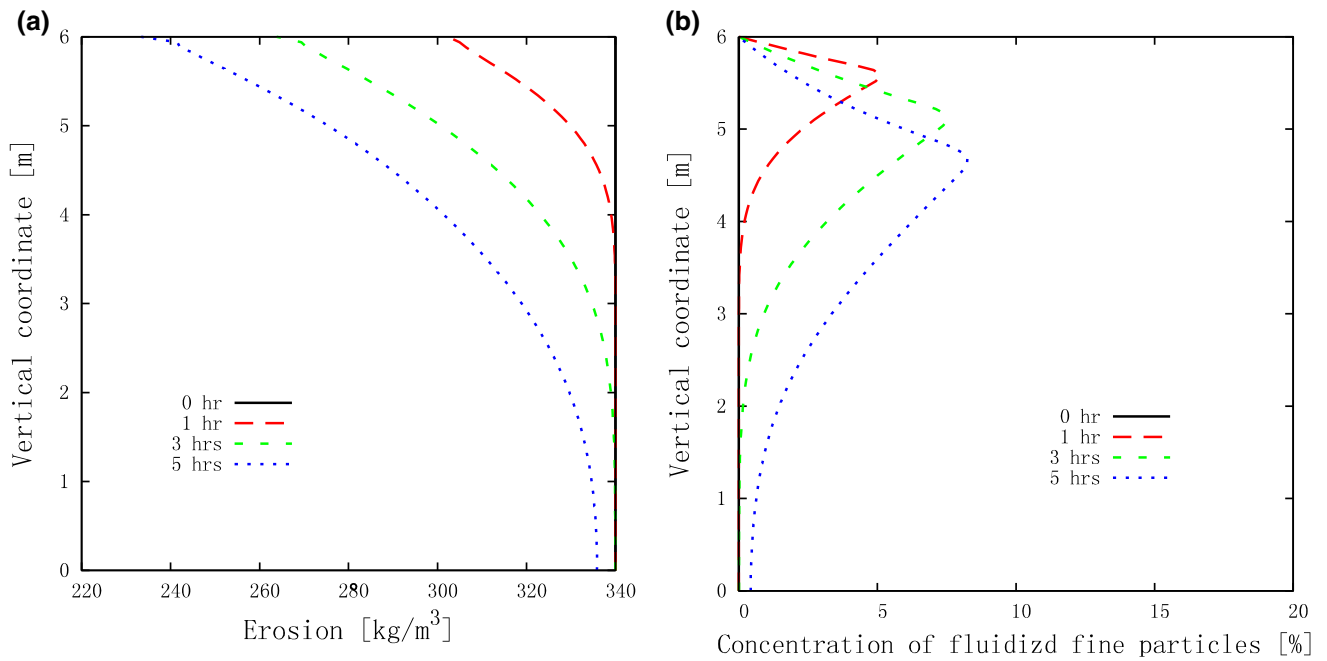 (a)
6
5
4
3
2
1
0
Vertical coordinate [m]
0 hr
1 hr
3 hrs
5 hrs
220 240 260 280 300 320 340
Erosion [kg/m³]
(b)
6
5
4
3
2
1
0
Vertical coordinate [m]
0 hr
1 hr
3 hrs
5 hrs
0 5 10 15 20
Concentration of fluidizd fine particles [%]